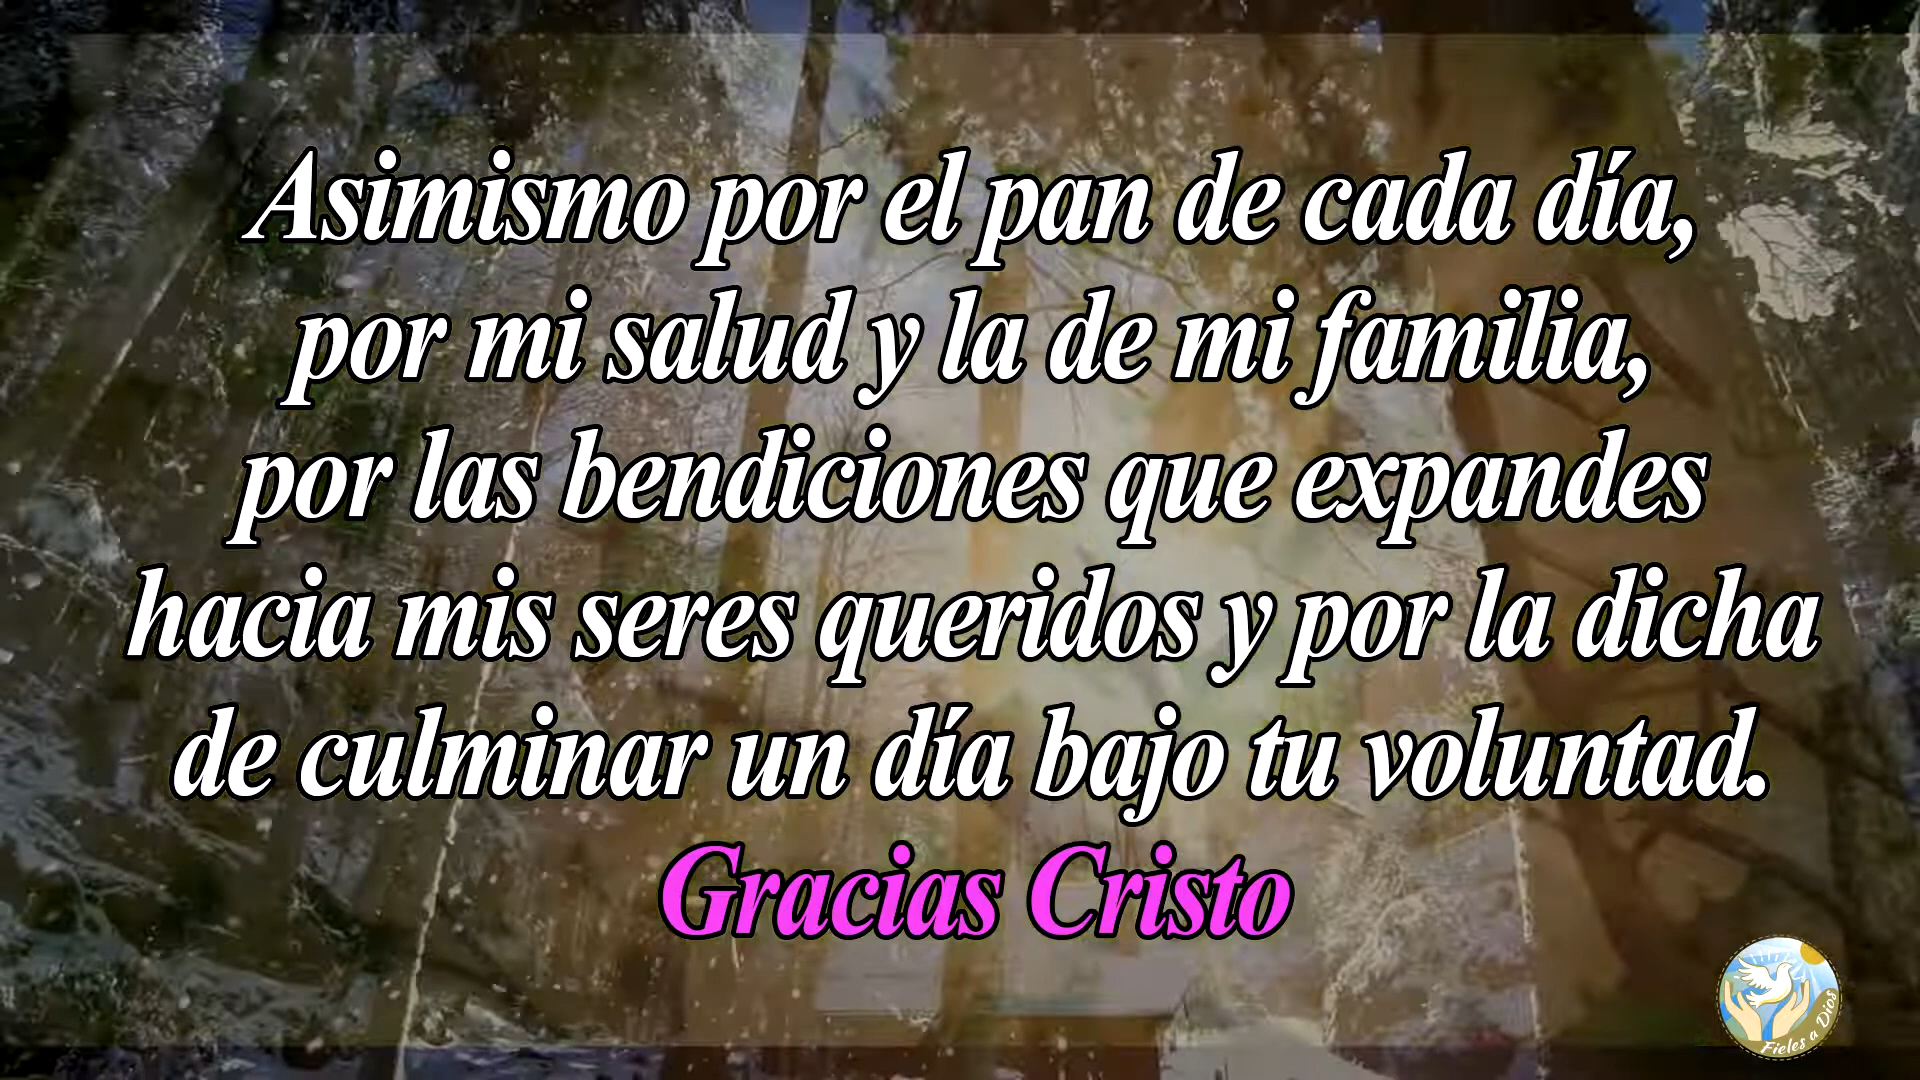 Asimismo por el pan de cada día,
por mi salud y la de mi familia,
por las bendiciones que expandes
hacia mis seres queridos y por la dicha
de culminar un día bajo tu voluntad.
Gracias Cristo
Fieles a Dios